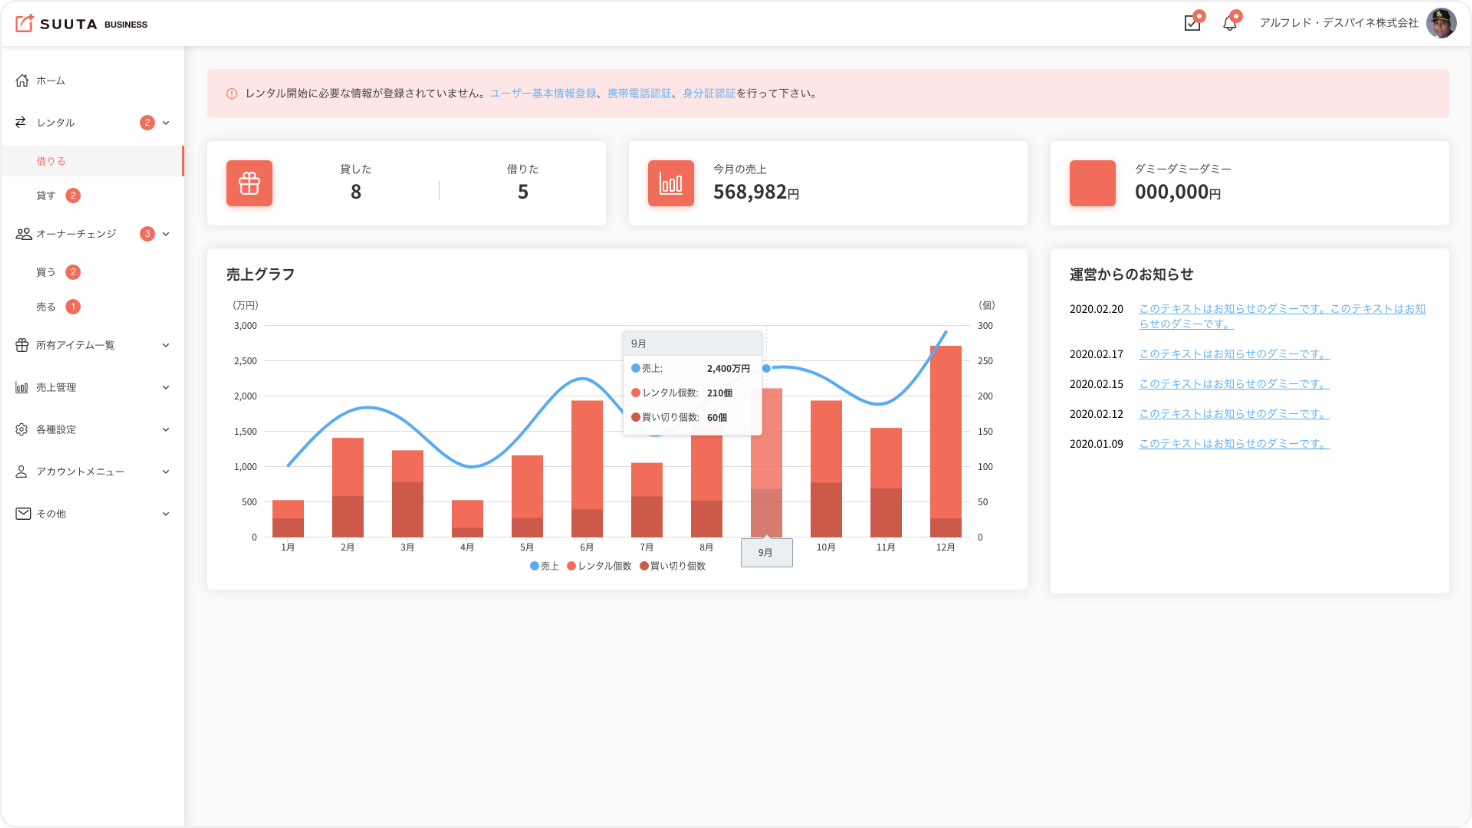 SUUTA BUSINESS
アルフレド・デスパイネ株式会社
ホーム
レンタル 2
借りる
貸す 2
オーナーチェンジ 3
買う 2
売る 1
所有アイテム一覧
売上管理
各種設定
アカウントメニュー
その他
レンタル開始に必要な情報が登録されていません。ユーザー基本情報登録、携帯電話認証、身分証認証を行って下さい。
貸した
8
借りた
5
今月の売上
568,982円
ダミーダミーダミー
000,000円
売上グラフ
(万円)
(個)
3,000
2,500
2,000
1,500
1,000
500
0
300
250
200
150
100
50
0
9月
売上: 2,400万円
レンタル個数: 210個
買い切り個数: 60個
1月 2月 3月 4月 5月 6月 7月 8月 9月 10月 11月 12月
売上 レンタル個数 買い切り個数
運営からのお知らせ
2020.02.20 このテキストはお知らせのダミーです。このテキストはお知
らせのダミーです。
2020.02.17 このテキストはお知らせのダミーです。
2020.02.15 このテキストはお知らせのダミーです。
2020.02.12 このテキストはお知らせのダミーです。
2020.01.09 このテキストはお知らせのダミーです。